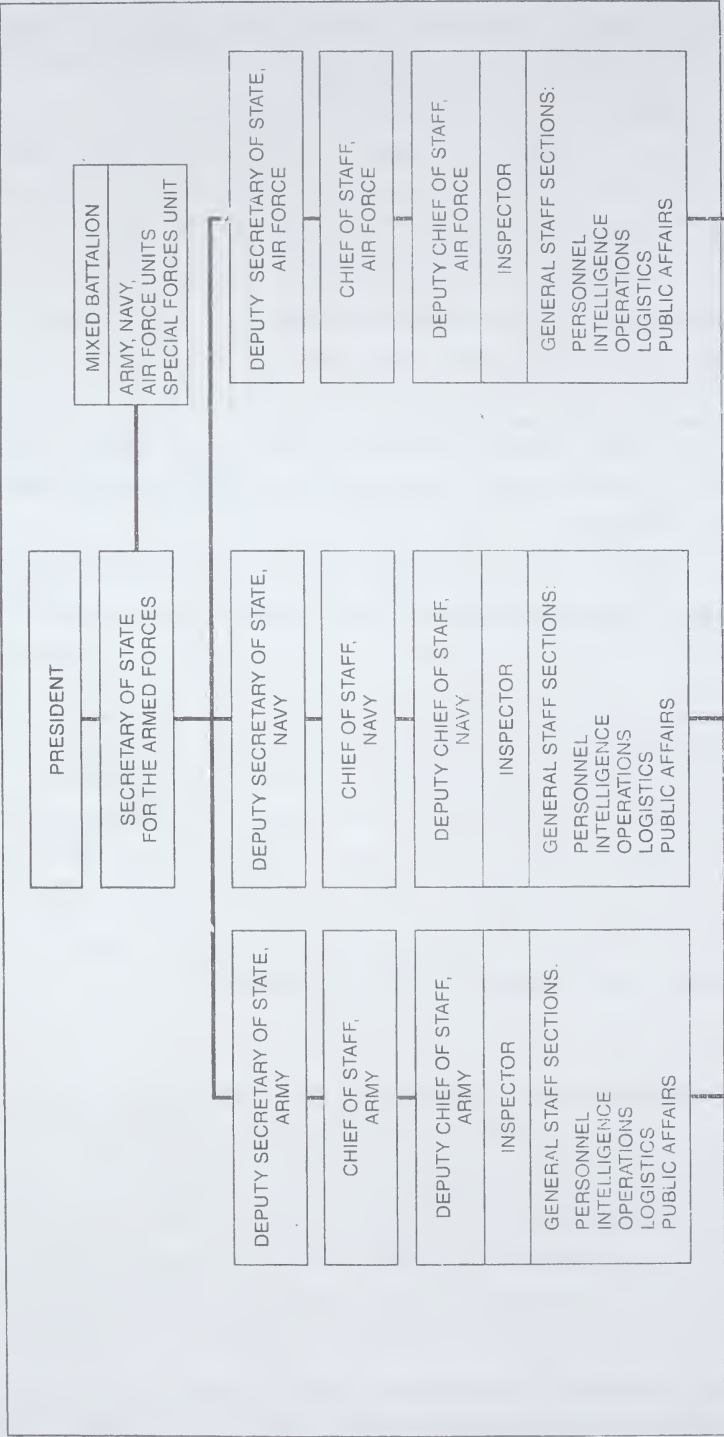 PRESIDENT
SECRETARY OF STATE
FOR THE ARMED FORCES
MIXED BATTALION
ARMY, NAVY,
AIR FORCE UNITS
SPECIAL FORCES UNIT
DEPUTY SECRETARY OF STATE,
ARMY
CHIEF OF STAFF,
ARMY
DEPUTY CHIEF OF STAFF,
ARMY
INSPECTOR
GENERAL STAFF SECTIONS.
PERSONNEL
INTELLIGENCE
OPERATIONS
LOGISTICS
PUBLIC AFFAIRS
DEPUTY SECRETARY OF STATE,
NAVY
CHIEF OF STAFF,
NAVY
DEPUTY CHIEF OF STAFF,
NAVY
INSPECTOR
GENERAL STAFF SECTIONS:
PERSONNEL
INTELLIGENCE
OPERATIONS
LOGISTICS
PUBLIC AFFAIRS
DEPUTY SECRETARY OF STATE,
AIR FORCE
CHIEF OF STAFF,
AIR FORCE
DEPUTY CHIEF OF STAFF,
AIR FORCE
INSPECTOR
GENERAL STAFF SECTIONS:
PERSONNEL
INTELLIGENCE
OPERATIONS
LOGISTICS
PUBLIC AFFAIRS